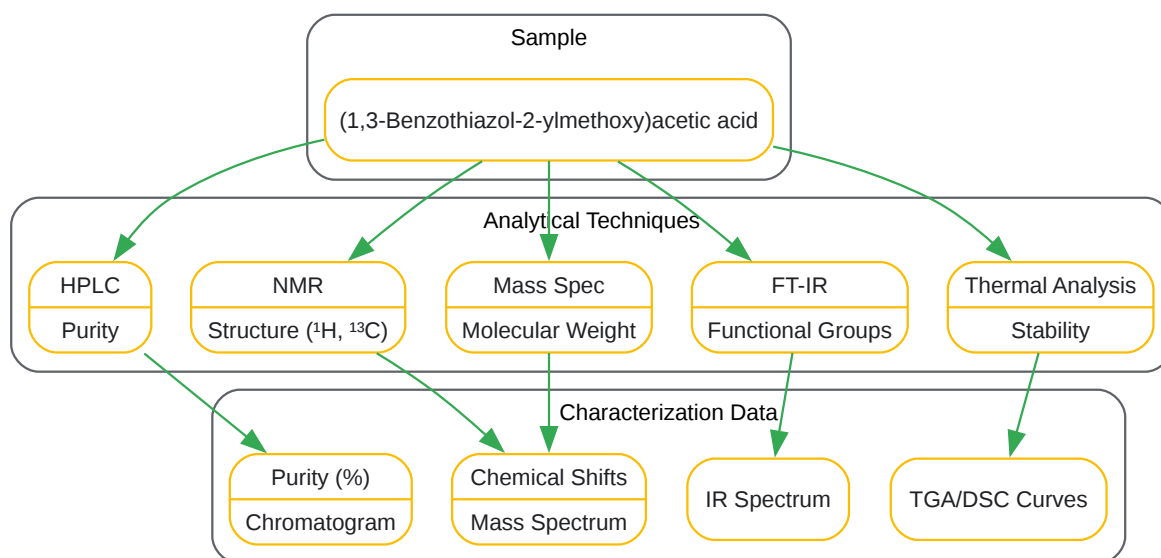 Sample
(1,3-Benzothiazol-2-ylmethoxy)acetic acid
Analytical Techniques
HPLC
Purity
NMR
Structure (¹H, ¹³C)
Mass Spec
Molecular Weight
FT-IR
Functional Groups
Thermal Analysis
Stability
Characterization Data
Purity (%)
Chromatogram
Chemical Shifts
Mass Spectrum
IR Spectrum
TGA/DSC Curves